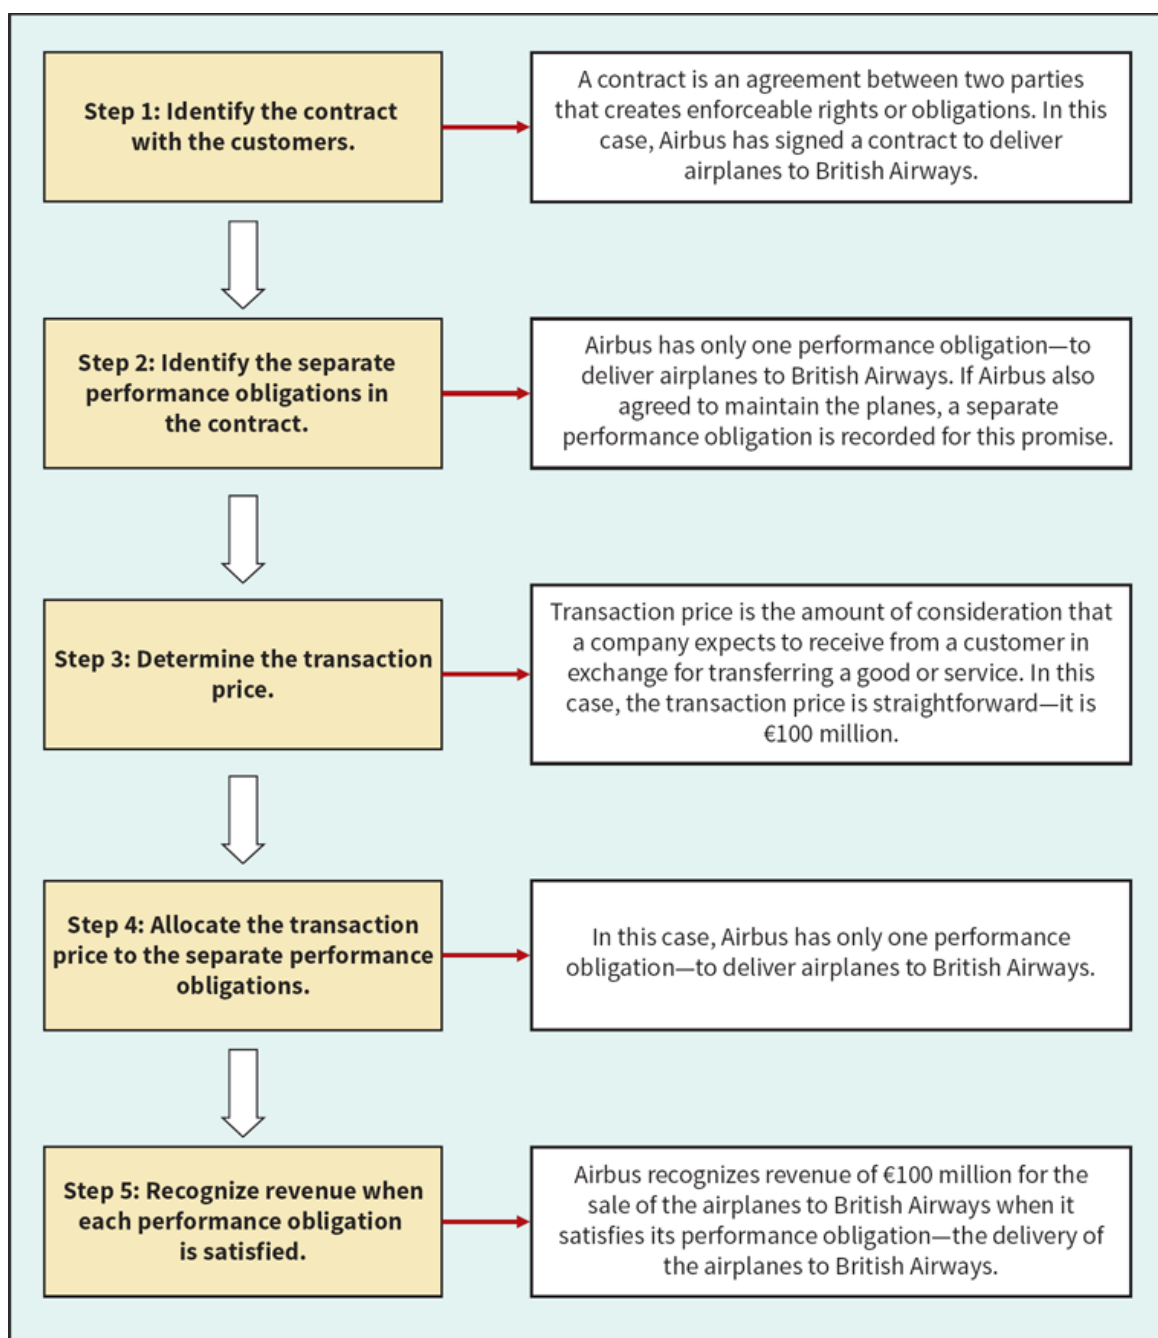 Step 1: Identify the contract
with the customers.
A contract is an agreement between two parties
that creates enforceable rights or obligations. In this
case, Airbus has signed a contract to deliver
airplanes to British Airways.
Step 2: Identify the separate
performance obligations in
the contract.
Airbus has only one performance obligation—to
deliver airplanes to British Airways. If Airbus also
agreed to maintain the planes, a separate
performance obligation is recorded for this promise.
Step 3: Determine the transaction
price.
Transaction price is the amount of consideration that
a company expects to receive from a customer in
exchange for transferring a good or service. In this
case, the transaction price is straightforward—it is
€100 million.
Step 4: Allocate the transaction
price to the separate performance
obligations.
In this case, Airbus has only one performance
obligation—to deliver airplanes to British Airways.
Step 5: Recognize revenue when
each performance obligation
is satisfied.
Airbus recognizes revenue of €100 million for the
sale of the airplanes to British Airways when it
satisfies its performance obligation—the delivery of
the airplanes to British Airways.